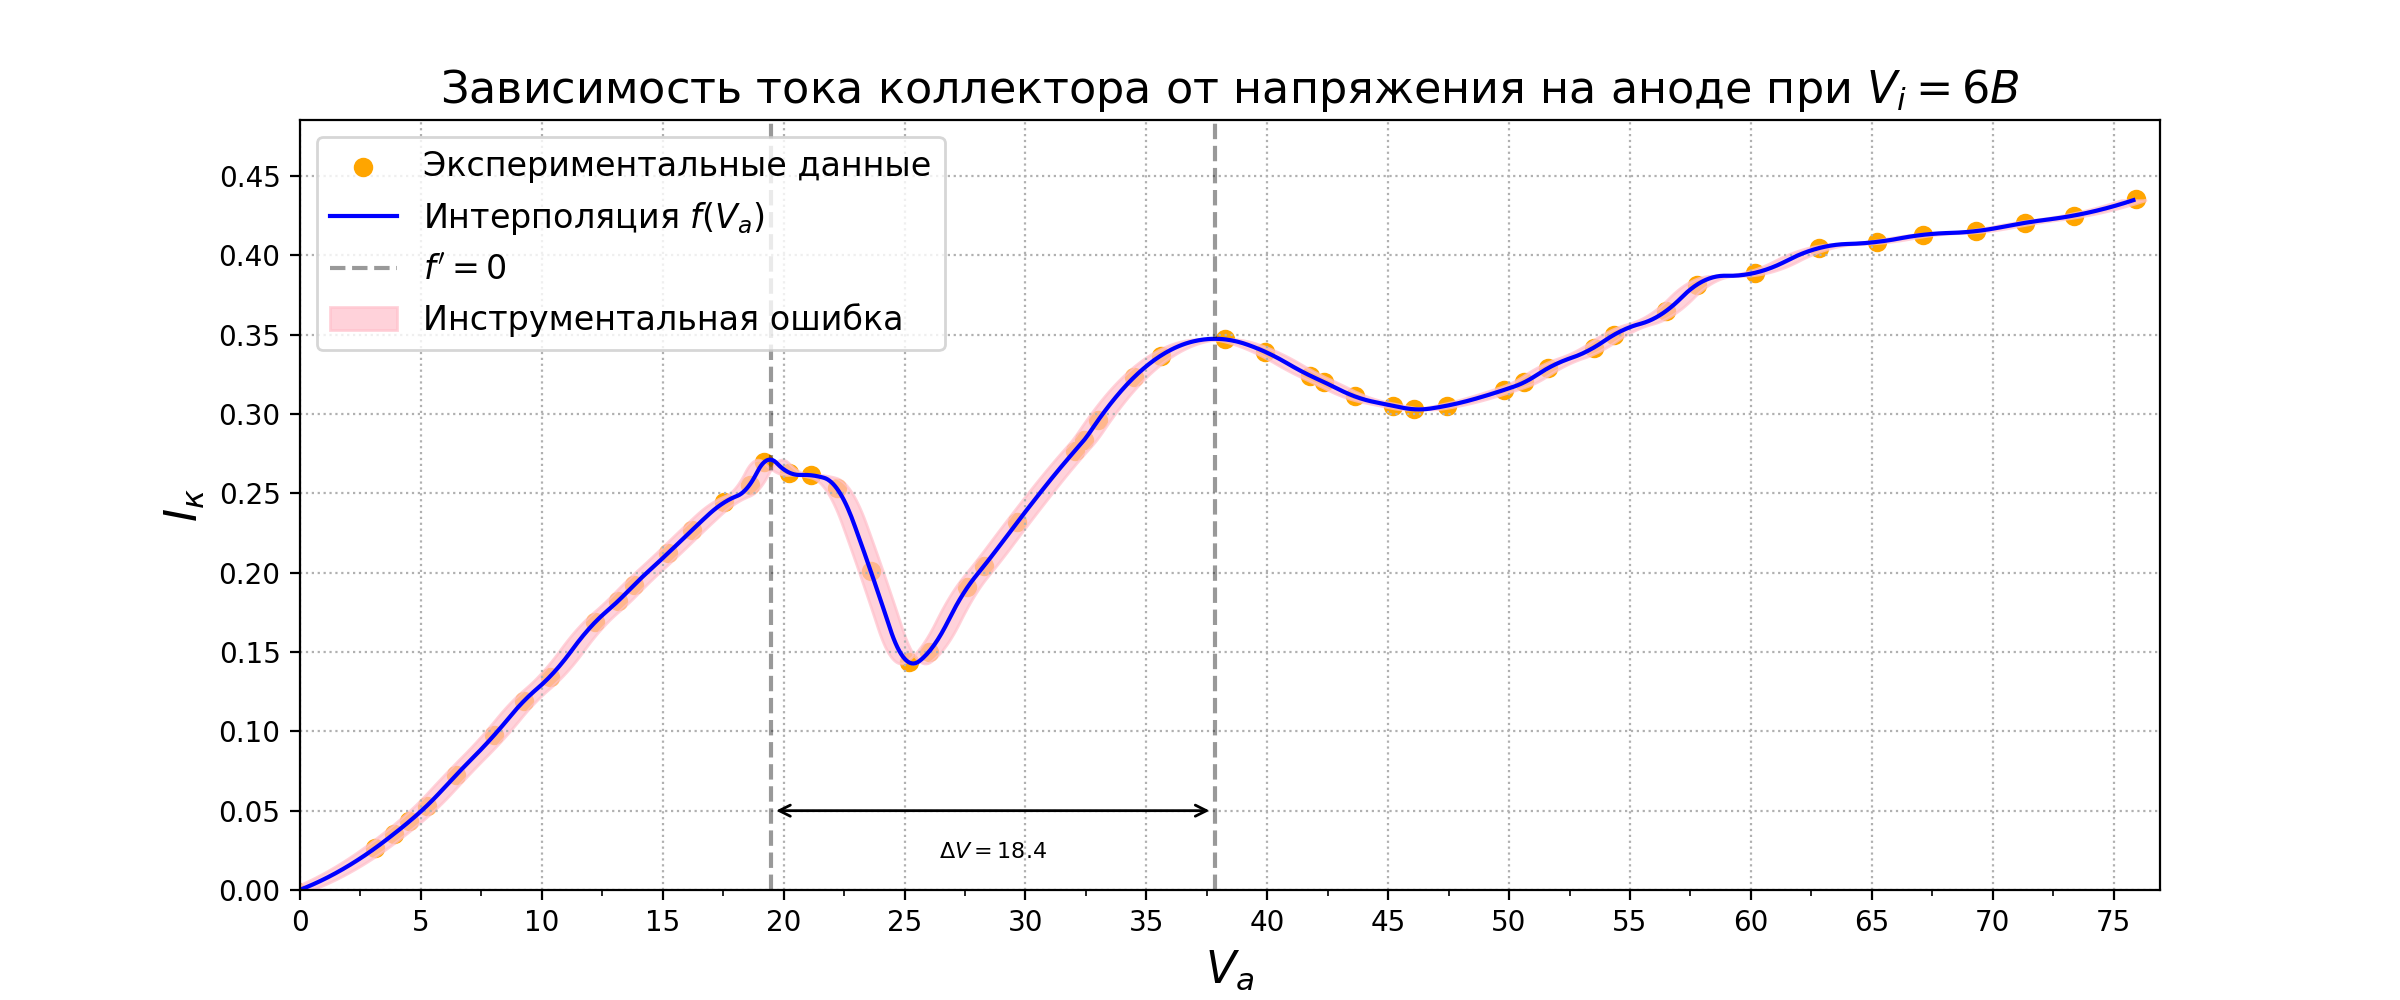 Зависимость тока коллектора от напряжения на аноде при V_i = 6В
Экспериментальные данные
Интерполяция f(V_a)
f′ = 0
Инструментальная ошибка
0.45
0.40
0.35
0.30
0.25
0.20
0.15
0.10
0.05
0.00
I_к
ΔV = 18.4
0 5 10 15 20 25 30 35 40 45 50 55 60 65 70 75
V_a